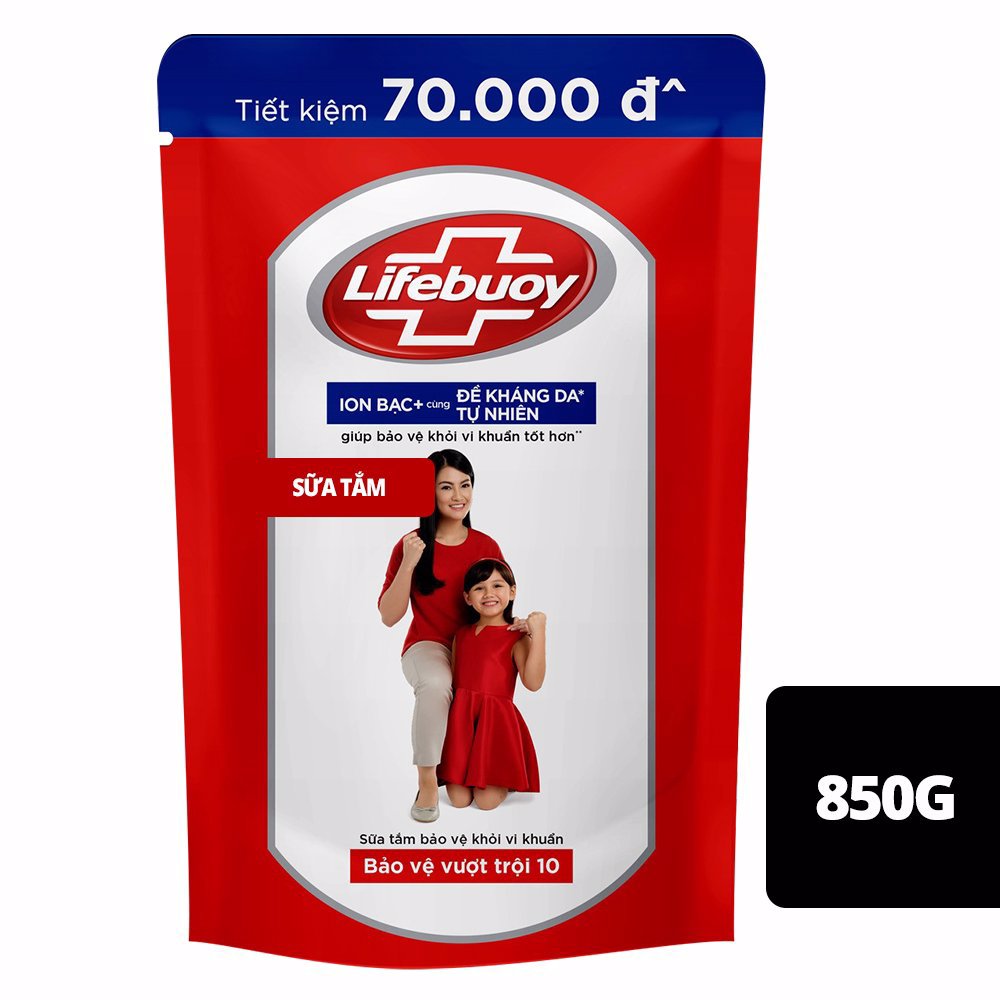 Tiết kiệm 70.000 đ^
Lifebuoy
ION BẠC+ cùng ĐỀ KHÁNG DA*
TỰ NHIÊN
giúp bảo vệ khỏi vi khuẩn tốt hơn**
SỮA TẮM
850G
Sữa tắm bảo vệ khỏi vi khuẩn
Bảo vệ vượt trội 10